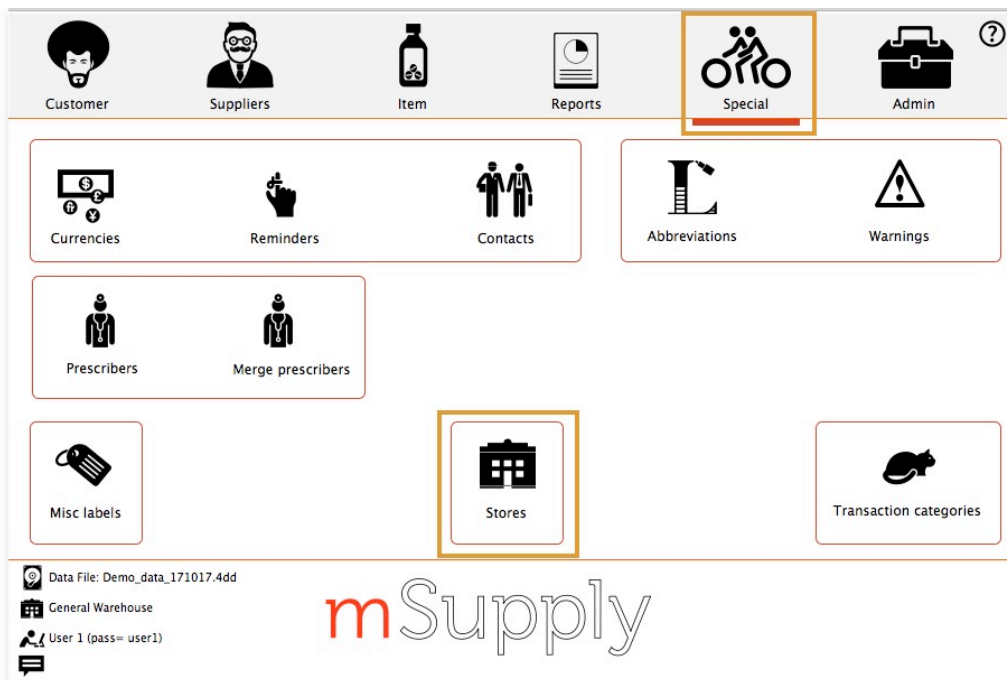 Customer
Suppliers
Item
Reports
Special
Admin
?
Currencies
Reminders
Contacts
Abbreviations
Warnings
Prescribers
Merge prescribers
Misc labels
Stores
Transaction categories
Data File: Demo_data_171017.4dd
General Warehouse
User 1 (pass= user1)
mSupply